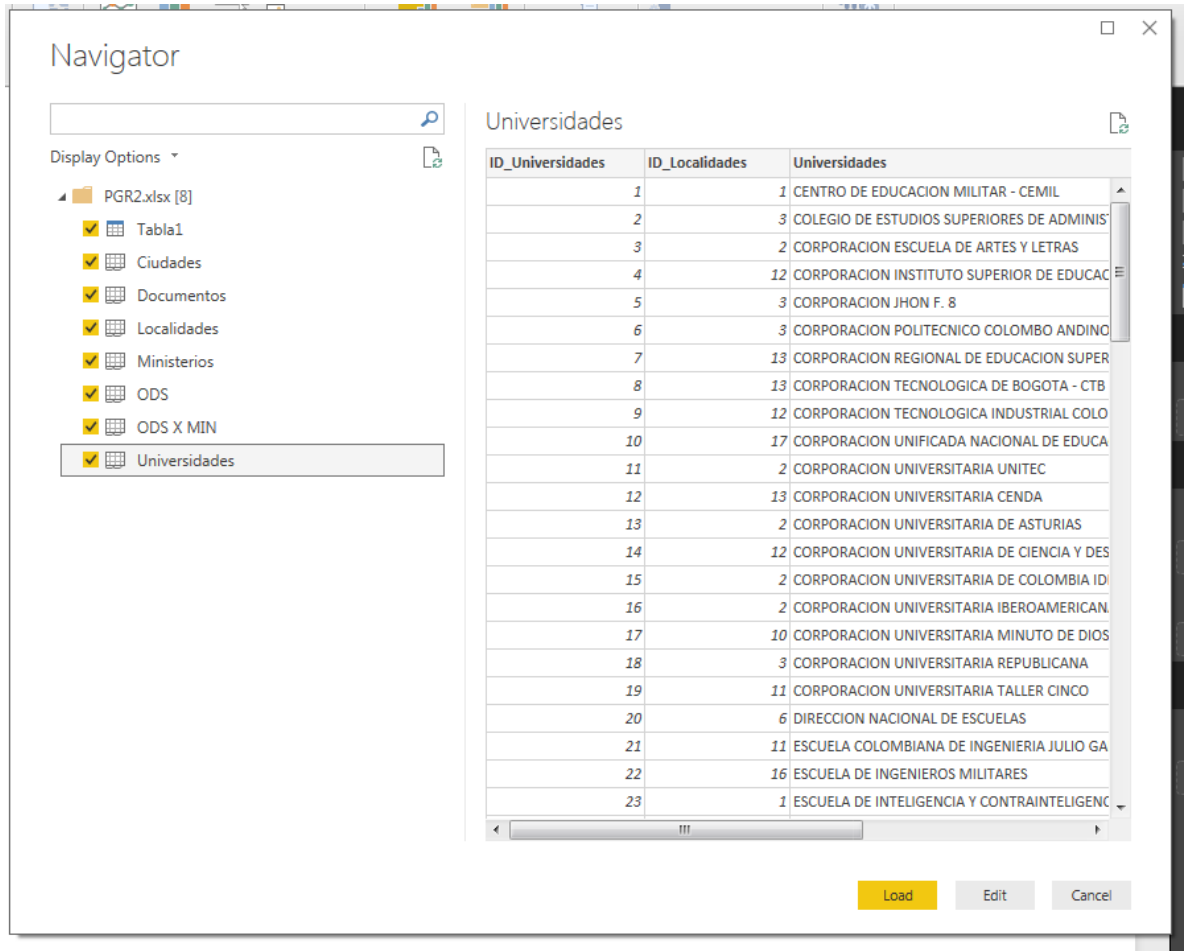 Navigator
Display Options
PGR2.xlsx [8]
Tabla1
Ciudades
Documentos
Localidades
Ministerios
ODS
ODS X MIN
Universidades
Universidades
ID_Universidades ID_Localidades Universidades
1 1 CENTRO DE EDUCACION MILITAR - CEMIL
2 3 COLEGIO DE ESTUDIOS SUPERIORES DE ADMINIST
3 2 CORPORACION ESCUELA DE ARTES Y LETRAS
4 12 CORPORACION INSTITUTO SUPERIOR DE EDUCAC
5 3 CORPORACION JHON F. 8
6 3 CORPORACION POLITECNICO COLOMBO ANDINO
7 13 CORPORACION REGIONAL DE EDUCACION SUPER
8 13 CORPORACION TECNOLOGICA DE BOGOTA - CTB
9 12 CORPORACION TECNOLOGICA INDUSTRIAL COLO
10 17 CORPORACION UNIFICADA NACIONAL DE EDUCA
11 2 CORPORACION UNIVERSITARIA UNITEC
12 13 CORPORACION UNIVERSITARIA CENDA
13 2 CORPORACION UNIVERSITARIA DE ASTURIAS
14 12 CORPORACION UNIVERSITARIA DE CIENCIA Y DES
15 2 CORPORACION UNIVERSITARIA DE COLOMBIA ID
16 2 CORPORACION UNIVERSITARIA IBEROAMERICAN
17 10 CORPORACION UNIVERSITARIA MINUTO DE DIOS
18 3 CORPORACION UNIVERSITARIA REPUBLICANA
19 11 CORPORACION UNIVERSITARIA TALLER CINCO
20 6 DIRECCION NACIONAL DE ESCUELAS
21 11 ESCUELA COLOMBIANA DE INGENIERIA JULIO GA
22 16 ESCUELA DE INGENIEROS MILITARES
23 1 ESCUELA DE INTELIGENCIA Y CONTRAINTELIGENC
Load Edit Cancel